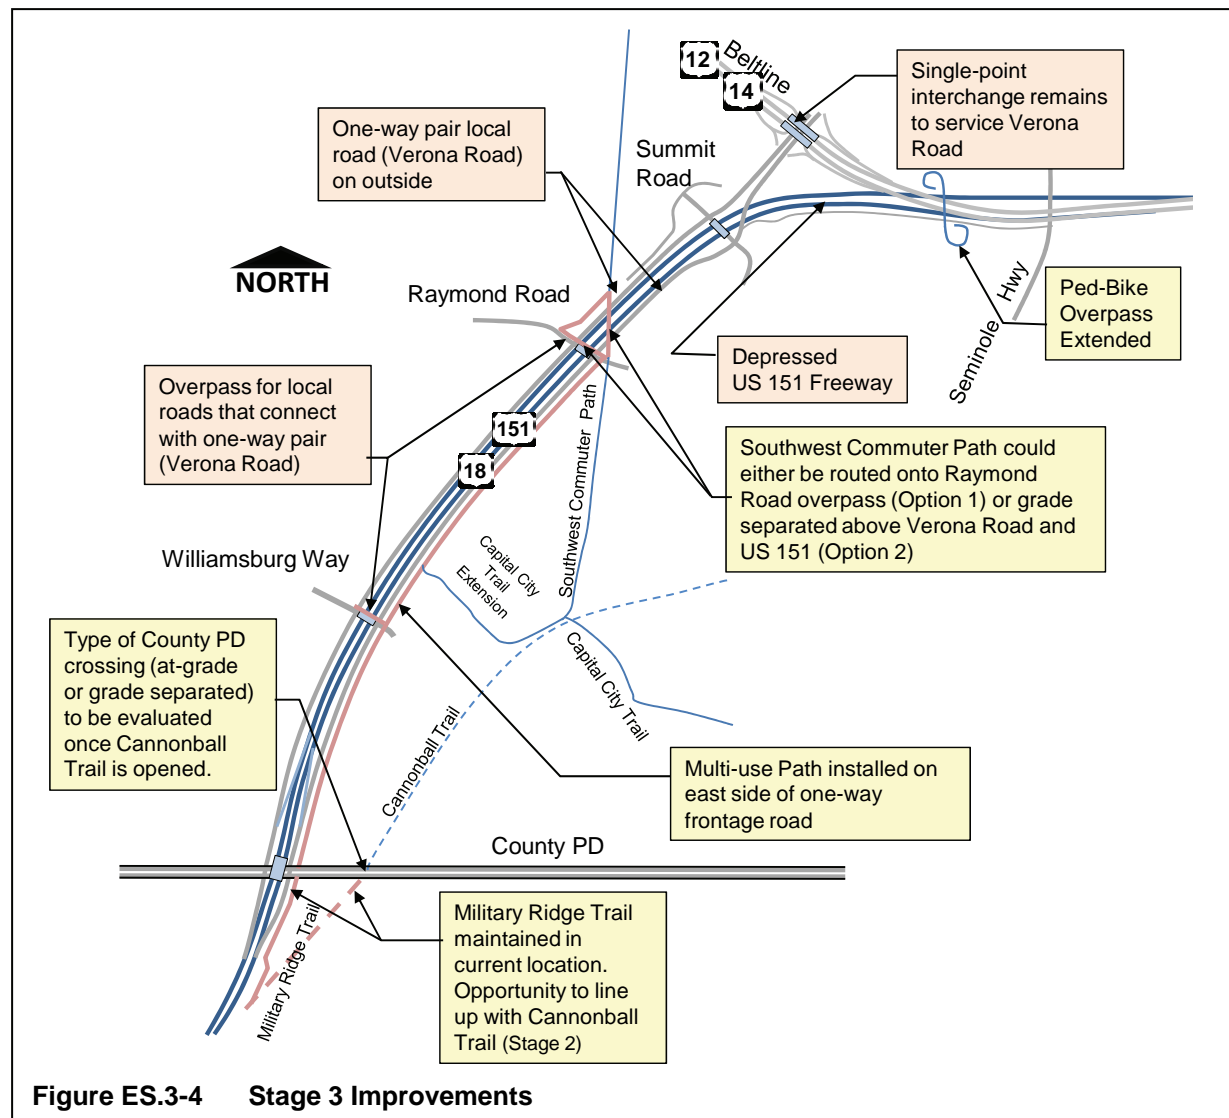 12
Beltline
14
Single-point
interchange remains
to service Verona
Road
One-way pair local
road (Verona Road)
on outside
Summit
Road
NORTH
Raymond Road
Seminole Hwy
Ped-Bike
Overpass
Extended
Depressed
US 151 Freeway
Overpass for local
roads that connect
with one-way pair
(Verona Road)
151
18
Southwest Commuter Path
Southwest Commuter Path could
either be routed onto Raymond
Road overpass (Option 1) or grade
separated above Verona Road and
US 151 (Option 2)
Williamsburg Way
Capital City
Trail
Extension
Type of County PD
crossing (at-grade
or grade separated)
to be evaluated
once Cannonball
Trail is opened.
Capital City Trail
Cannonball Trail
Multi-use Path installed on
east side of one-way
frontage road
County PD
Military Ridge Trail
Military Ridge Trail
maintained in
current location.
Opportunity to line
up with Cannonball
Trail (Stage 2)
Figure ES.3-4 Stage 3 Improvements